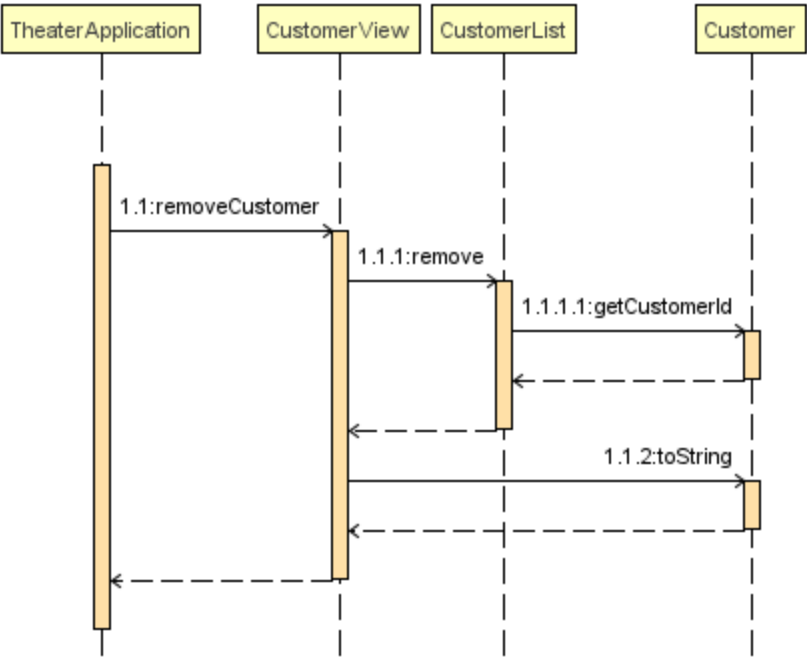 TheaterApplication
CustomerView
CustomerList
Customer
1.1:removeCustomer
1.1.1:remove
1.1.1.1:getCustomerId
1.1.2:toString